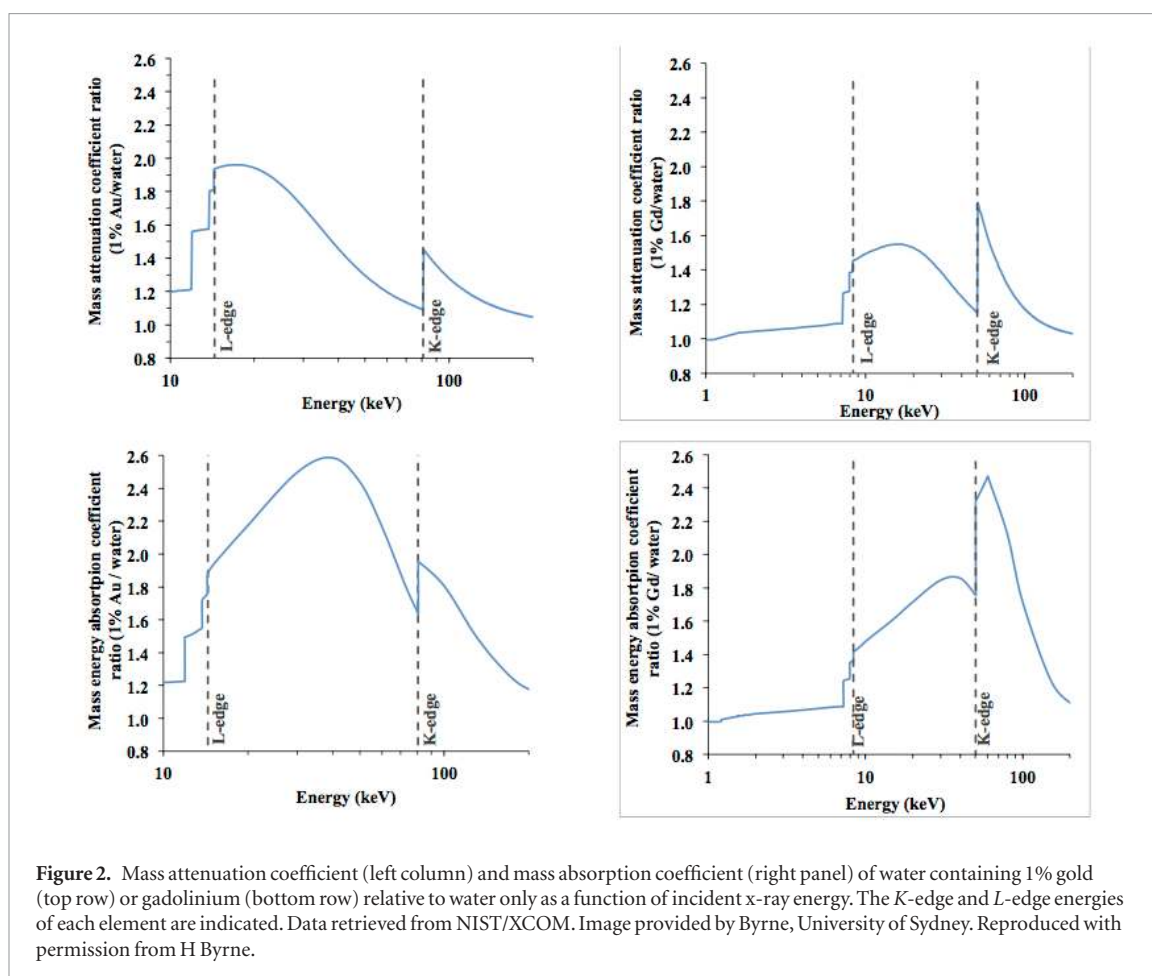 2.6
2.4
2.2
2.0
1.8
1.6
1.4
1.2
1.0
0.8
Mass attenuation coefficient ratio
(1% Au/water)
L-edge
K-edge
10
100
Energy (keV)
2.6
2.4
2.2
2.0
1.8
1.6
1.4
1.2
1.0
0.8
Mass attenuation coefficient ratio
(1% Gd/water)
L-edge
K-edge
1
10
100
Energy (keV)
2.6
2.4
2.2
2.0
1.8
1.6
1.4
1.2
1.0
0.8
Mass energy absortpion coefficient
ratio (1% Au / water)
L-edge
K-edge
10
100
Energy (keV)
2.6
2.4
2.2
2.0
1.8
1.6
1.4
1.2
1.0
0.8
Mass energy absorption coefficient
ratio (1% Gd/ water)
L-edge
K-edge
1
10
100
Energy (keV)
Figure 2. Mass attenuation coefficient (left column) and mass absorption coefficient (right panel) of water containing 1% gold
(top row) or gadolinium (bottom row) relative to water only as a function of incident x-ray energy. The K-edge and L-edge energies
of each element are indicated. Data retrieved from NIST/XCOM. Image provided by Byrne, University of Sydney. Reproduced with
permission from H Byrne.